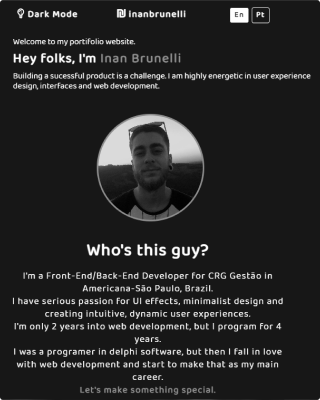 Dark Mode
inanbrunelli
En
Pt
Welcome to my portifolio website.
Hey folks, I'm Inan Brunelli
Building a sucessful product is a challenge. I am highly energetic in user experience
design, interfaces and web development.
Who's this guy?
I'm a Front-End/Back-End Developer for CRG Gestão in
Americana-São Paulo, Brazil.
I have serious passion for UI effects, minimalist design and
creating intuitive, dynamic user experiences.
I'm only 2 years into web development, but I program for 4
years.
I was a programer in delphi software, but then I fall in love
with web development and start to make that as my main
career.
Let's make something special.